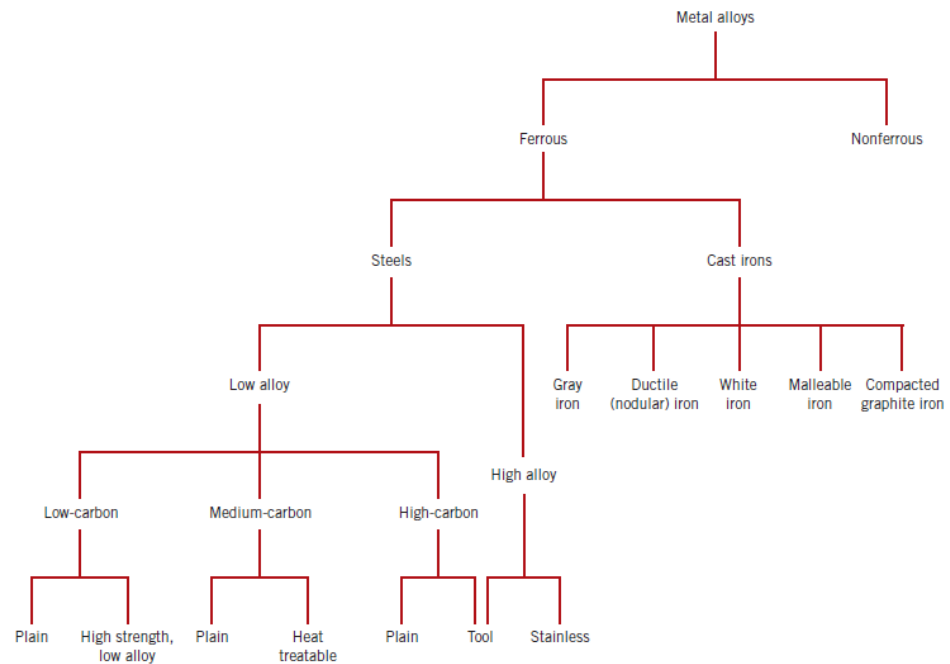 Metal alloys
Ferrous
Nonferrous
Steels
Cast irons
Low alloy
Gray
iron
Ductile
(nodular) iron
White
iron
Malleable
iron
Compacted
graphite iron
High alloy
Low-carbon
Medium-carbon
High-carbon
Plain
High strength,
low alloy
Plain
Heat
treatable
Plain
Tool
Stainless